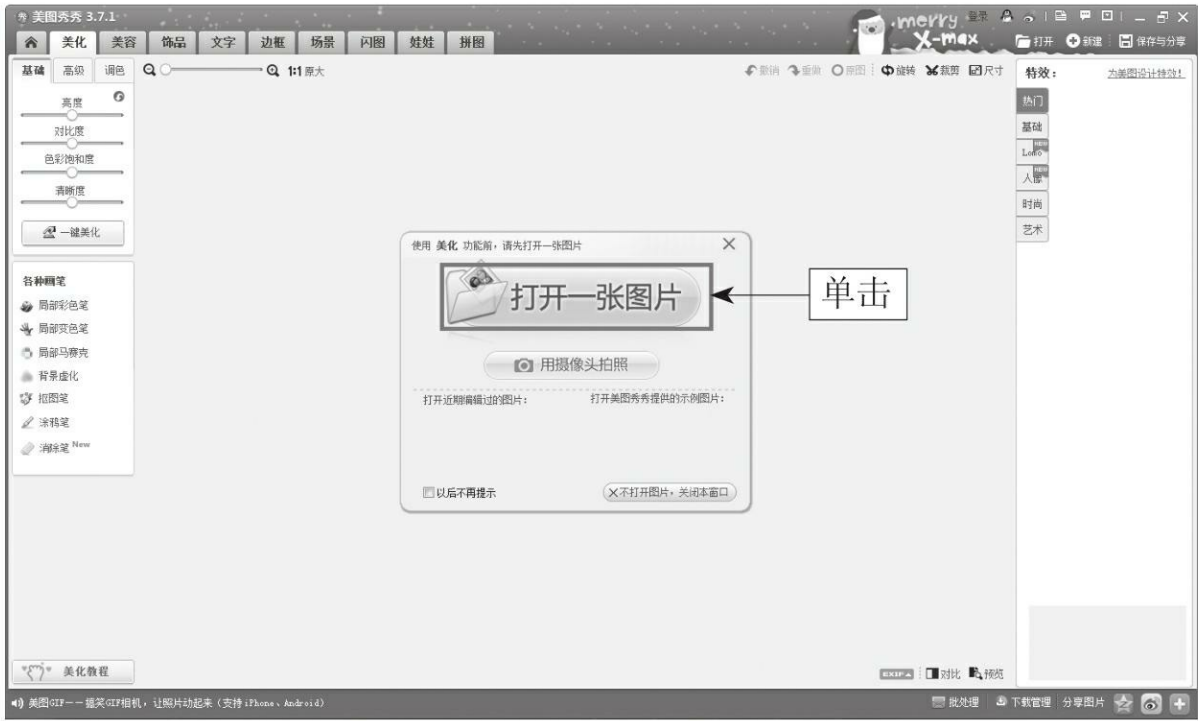 美图秀秀 3.7.1
merry
X-max
登录
美化 美容 饰品 文字 边框 场景 闪图 娃娃 拼图
打开 新建 保存与分享
基础 高级 调色
1:1 原大
撤销 重做 原图 旋转 裁剪 尺寸
特效：
为美图设计特效！
亮度
对比度
色彩饱和度
清晰度
一键美化
热门
基础
Lomo NEW
人像 NEW
时尚
艺术
各种画笔
局部彩色笔
局部变色笔
局部马赛克
背景虚化
抠图笔
涂鸦笔
消除笔 New
使用 美化 功能前，请先打开一张图片
打开一张图片
单击
用摄像头拍照
打开近期编辑过的图片：
打开美图秀秀提供的示例图片：
以后不再提示
不打开图片，关闭本窗口
美化教程
EXIF
对比 预览
美图GIF--搞笑GIF相机，让照片动起来（支持iPhone、Android）
批处理 下载管理 分享图片